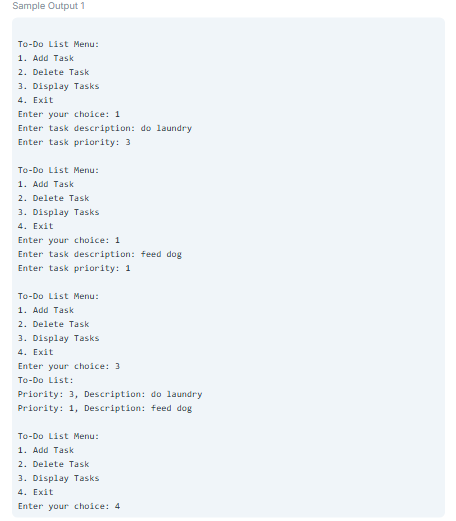 Sample Output 1
To-Do List Menu:
1. Add Task
2. Delete Task
3. Display Tasks
4. Exit
Enter your choice: 1
Enter task description: do laundry
Enter task priority: 3
To-Do List Menu:
1. Add Task
2. Delete Task
3. Display Tasks
4. Exit
Enter your choice: 1
Enter task description: feed dog
Enter task priority: 1
To-Do List Menu:
1. Add Task
2. Delete Task
3. Display Tasks
4. Exit
Enter your choice: 3
To-Do List:
Priority: 3, Description: do laundry
Priority: 1, Description: feed dog
To-Do List Menu:
1. Add Task
2. Delete Task
3. Display Tasks
4. Exit
Enter your choice: 4